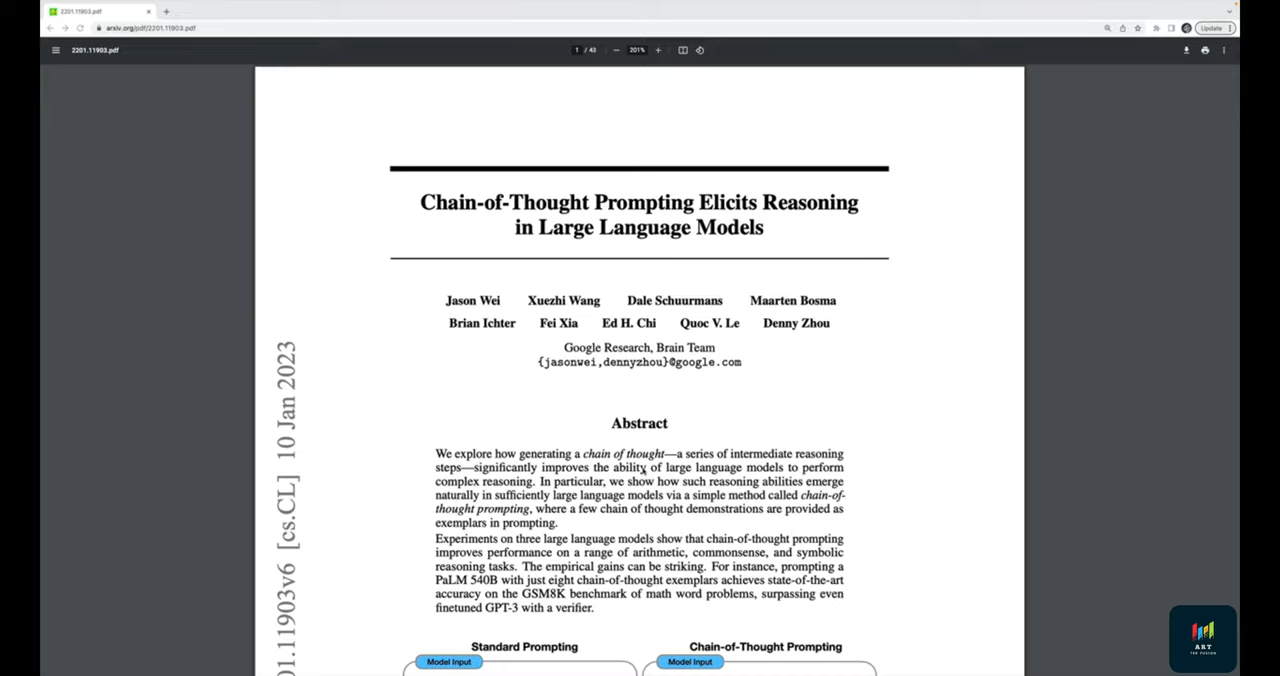 2201.11903.pdf
arxiv.org/pdf/2201.11903.pdf
Update
2201.11903.pdf
1 / 43
201%
Chain-of-Thought Prompting Elicits Reasoning
in Large Language Models
Jason Wei Xuezhi Wang Dale Schuurmans Maarten Bosma
Brian Ichter Fei Xia Ed H. Chi Quoc V. Le Denny Zhou
Google Research, Brain Team
{jasonwei,dennyzhou}@google.com
01.11903v6 [cs.CL] 10 Jan 2023
Abstract
We explore how generating a chain of thought—a series of intermediate reasoning
steps—significantly improves the ability of large language models to perform
complex reasoning. In particular, we show how such reasoning abilities emerge
naturally in sufficiently large language models via a simple method called chain-of-
thought prompting, where a few chain of thought demonstrations are provided as
exemplars in prompting.
Experiments on three large language models show that chain-of-thought prompting
improves performance on a range of arithmetic, commonsense, and symbolic
reasoning tasks. The empirical gains can be striking. For instance, prompting a
PaLM 540B with just eight chain-of-thought exemplars achieves state-of-the-art
accuracy on the GSM8K benchmark of math word problems, surpassing even
finetuned GPT-3 with a verifier.
Standard Prompting Chain-of-Thought Prompting
Model Input Model Input
ART